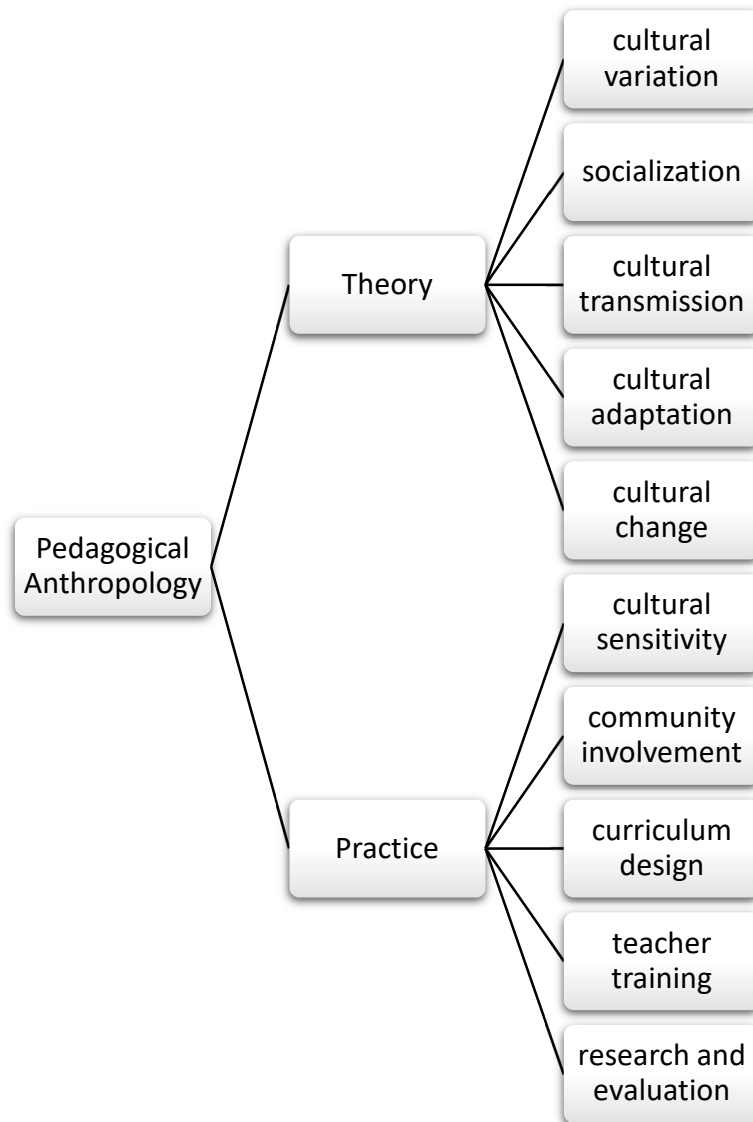 Pedagogical
Anthropology
Theory
cultural
variation
socialization
cultural
transmission
cultural
adaptation
cultural
change
Practice
cultural
sensitivity
community
involvement
curriculum
design
teacher
training
research and
evaluation